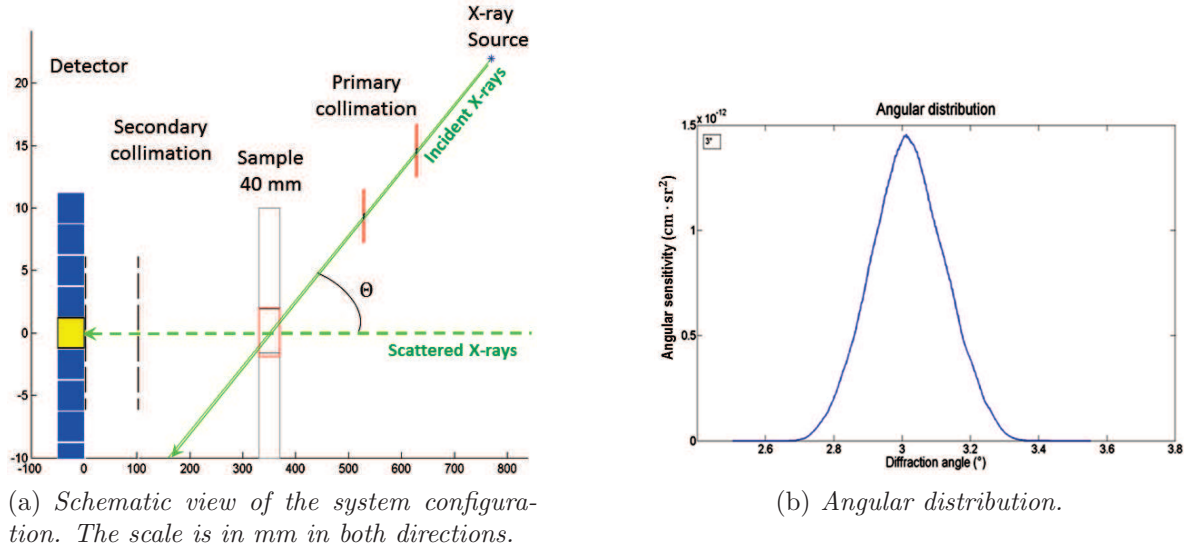 X-ray
Source
Detector
Primary
collimation
Incident X-rays
Secondary
collimation
Sample
40 mm
Θ
Scattered X-rays
20
15
10
5
0
-5
-10
-100 0 100 200 300 400 500 600 700 800
(a) Schematic view of the system configura-
tion. The scale is in mm in both directions.
Angular distribution
1.5 x 10⁻¹²
3°
1
0.5
0
Angular sensitivity (cm · sr²)
2.6 2.8 3 3.2 3.4 3.6 3.8
Diffraction angle (°)
(b) Angular distribution.